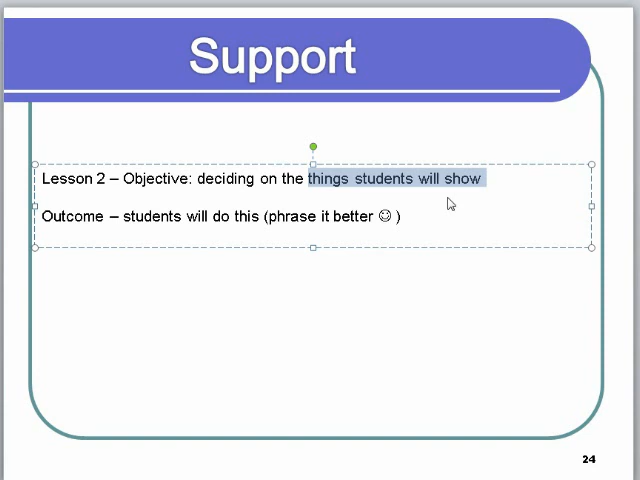 Support
Lesson 2 – Objective: deciding on the things students will show
Outcome – students will do this (phrase it better ☺ )
24